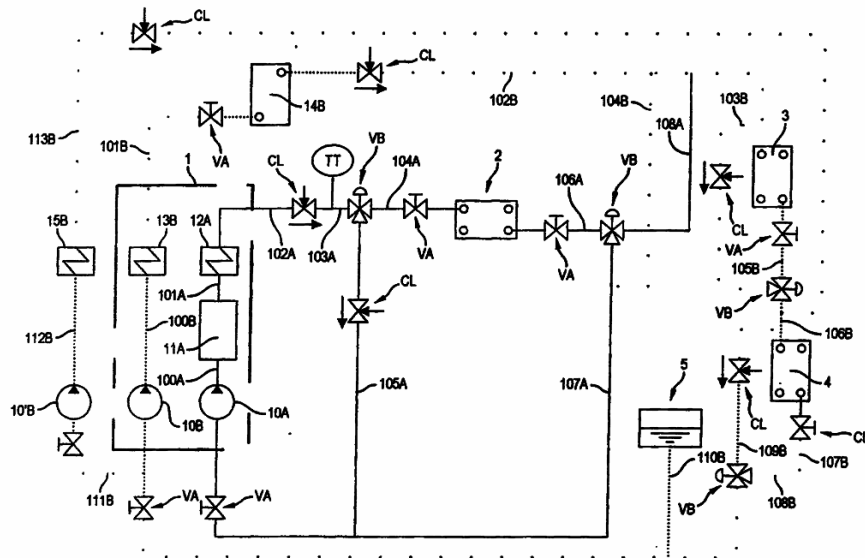 CL
CL
14B
102B
104B
103B
3
113B
101B
VA
VB
108A
1
CL
TT
104A
2
106A
VB
15B
13B
12A
CL
102A
103A
VA
VA
VA
105B
101A
CL
VB
106B
112B
100B
11A
100A
105A
107A
5
4
CL
10'B
10B
10A
CL
109B
110B
107B
111B
VA
VA
VB
108B